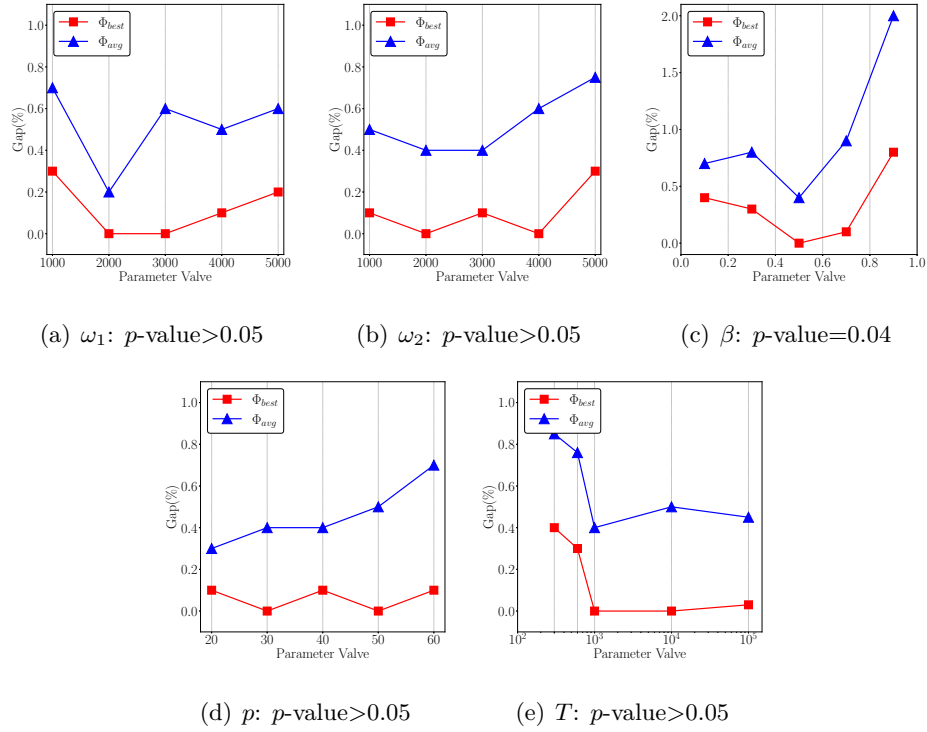 Φbest
Φavg
Gap(%)
1.0
0.8
0.6
0.4
0.2
0.0
1000 2000 3000 4000 5000
Parameter Valve
(a) ω1: p-value>0.05
Φbest
Φavg
Gap(%)
1.0
0.8
0.6
0.4
0.2
0.0
1000 2000 3000 4000 5000
Parameter Valve
(b) ω2: p-value>0.05
Φbest
Φavg
Gap(%)
2.0
1.5
1.0
0.5
0.0
0.0 0.2 0.4 0.6 0.8 1.0
Parameter Valve
(c) β: p-value=0.04
Φbest
Φavg
Gap(%)
1.0
0.8
0.6
0.4
0.2
0.0
20 30 40 50 60
Parameter Valve
(d) p: p-value>0.05
Φbest
Φavg
Gap(%)
1.0
0.8
0.6
0.4
0.2
0.0
10² 10³ 10⁴ 10⁵
Parameter Valve
(e) T: p-value>0.05